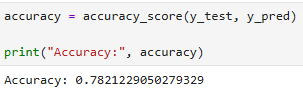 accuracy = accuracy_score(y_test, y_pred)
print("Accuracy:", accuracy)
Accuracy: 0.7821229050279329